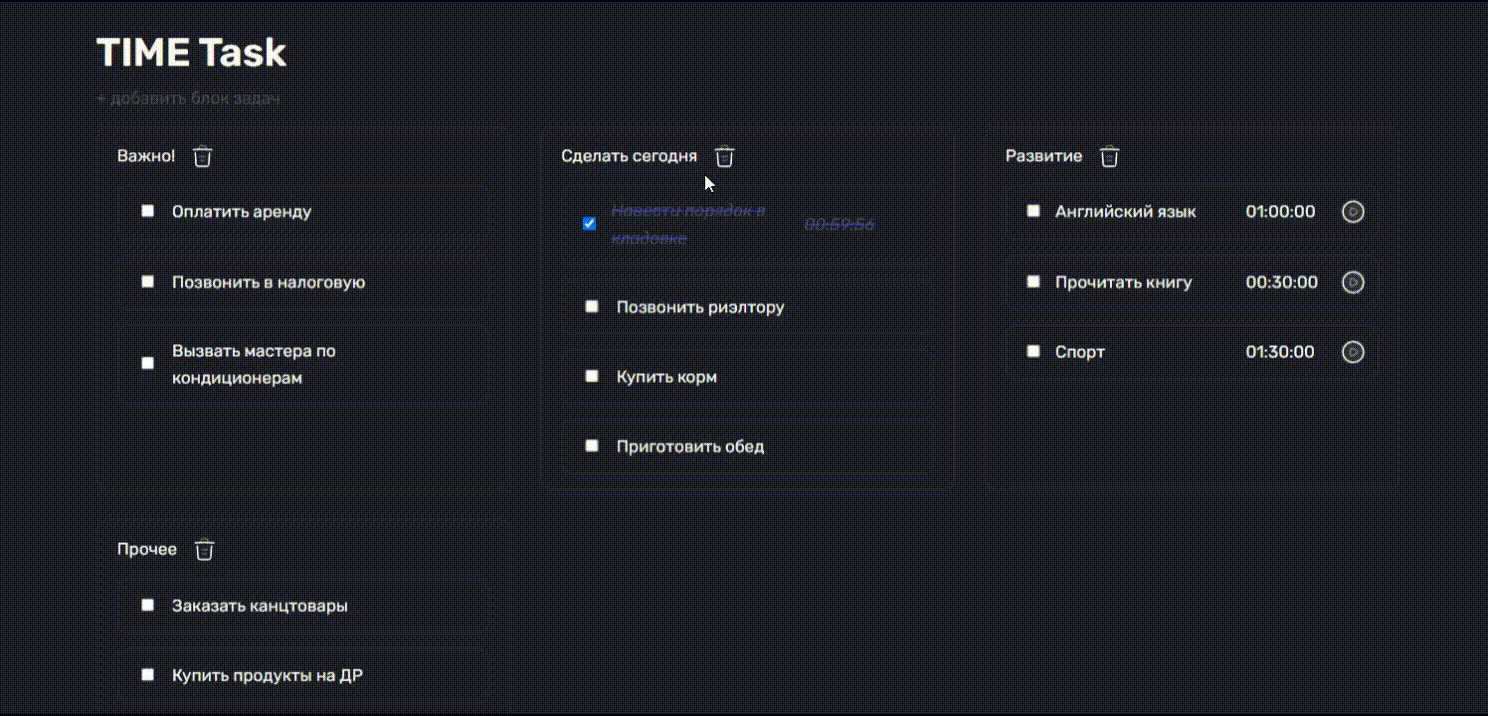 TIME Task
+ добавить блок задач
Важно!
Оплатить аренду
Позвонить в налоговую
Вызвать мастера по
кондиционерам
Сделать сегодня
Навести порядок в
кладовке
00:59:56
Позвонить риэлтору
Купить корм
Приготовить обед
Развитие
Английский язык 01:00:00
Прочитать книгу 00:30:00
Спорт 01:30:00
Прочее
Заказать канцтовары
Купить продукты на ДР